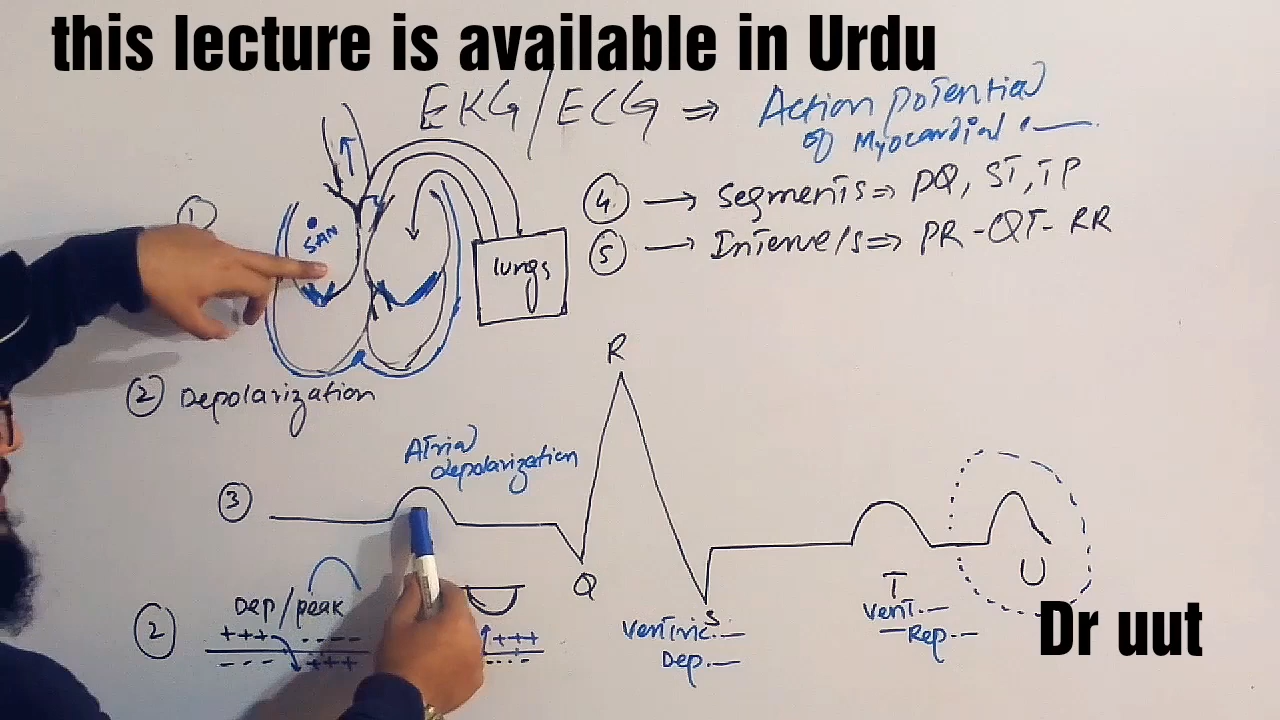 this lecture is available in Urdu
EKG/ECG ⇒ Action potential
of Myocardial
④ → segments ⇒ PQ, ST, TP
⑤ → Intervels ⇒ PR - QT - RR
①
SAN
lungs
② Depolarization
R
Atrial
depolarization
③
Q
S
T
U
Dep/peak
②
+++ ----
---- +++
+++
----
Ventric.—
Dep.—
Vent.—
—Rep.—
Dr uut